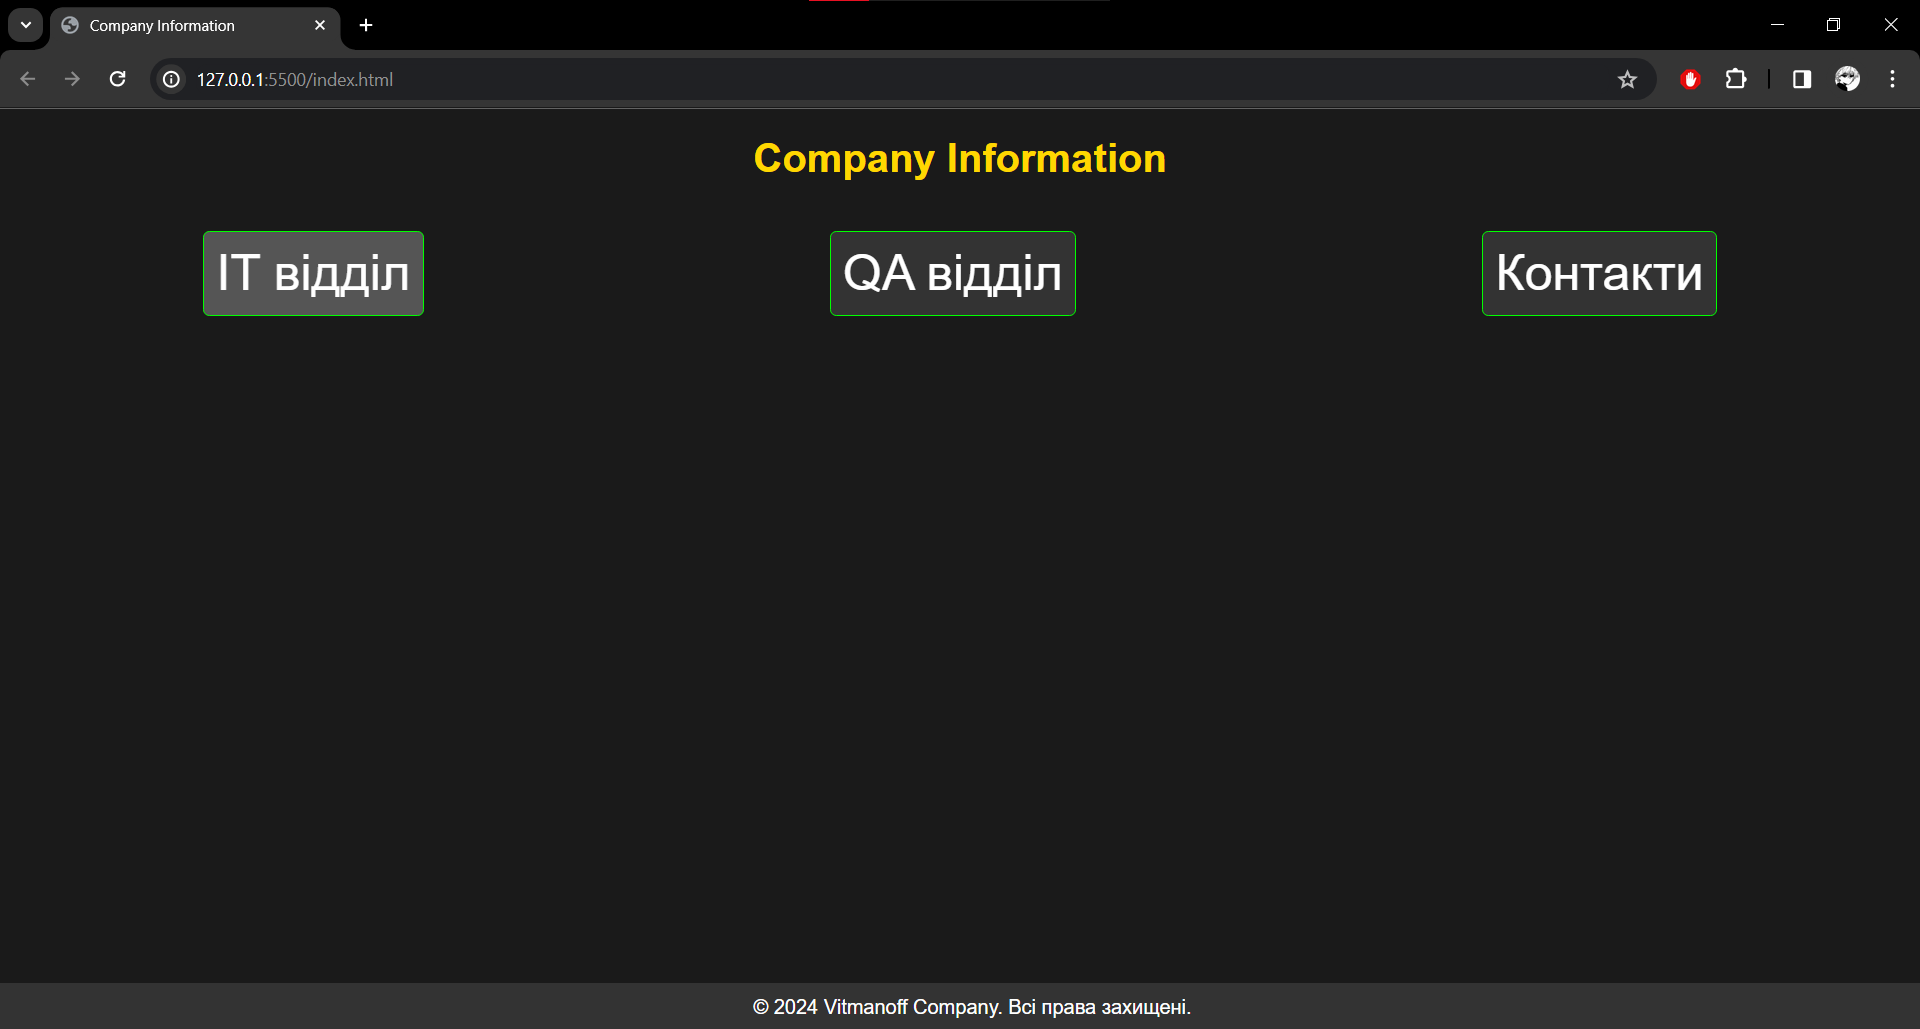 Company Information
127.0.0.1:5500/index.html
Company Information
IT відділ
QA відділ
Контакти
© 2024 Vitmanoff Company. Всі права захищені.